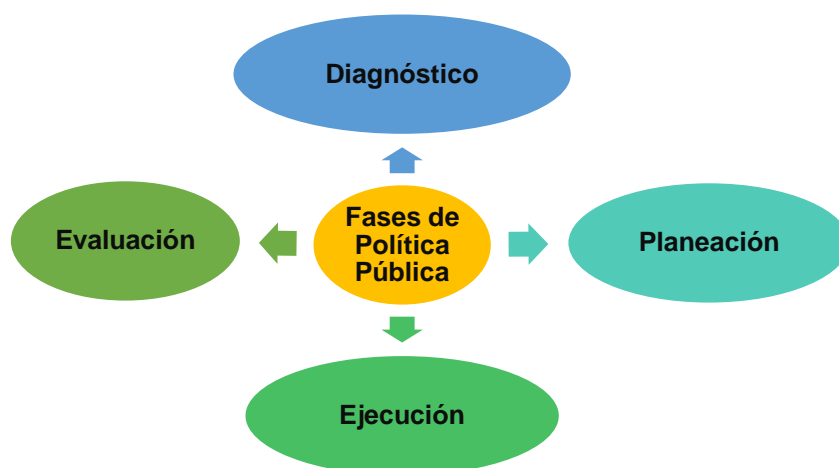 Diagnóstico
Evaluación
Fases de
Política
Pública
Planeación
Ejecución